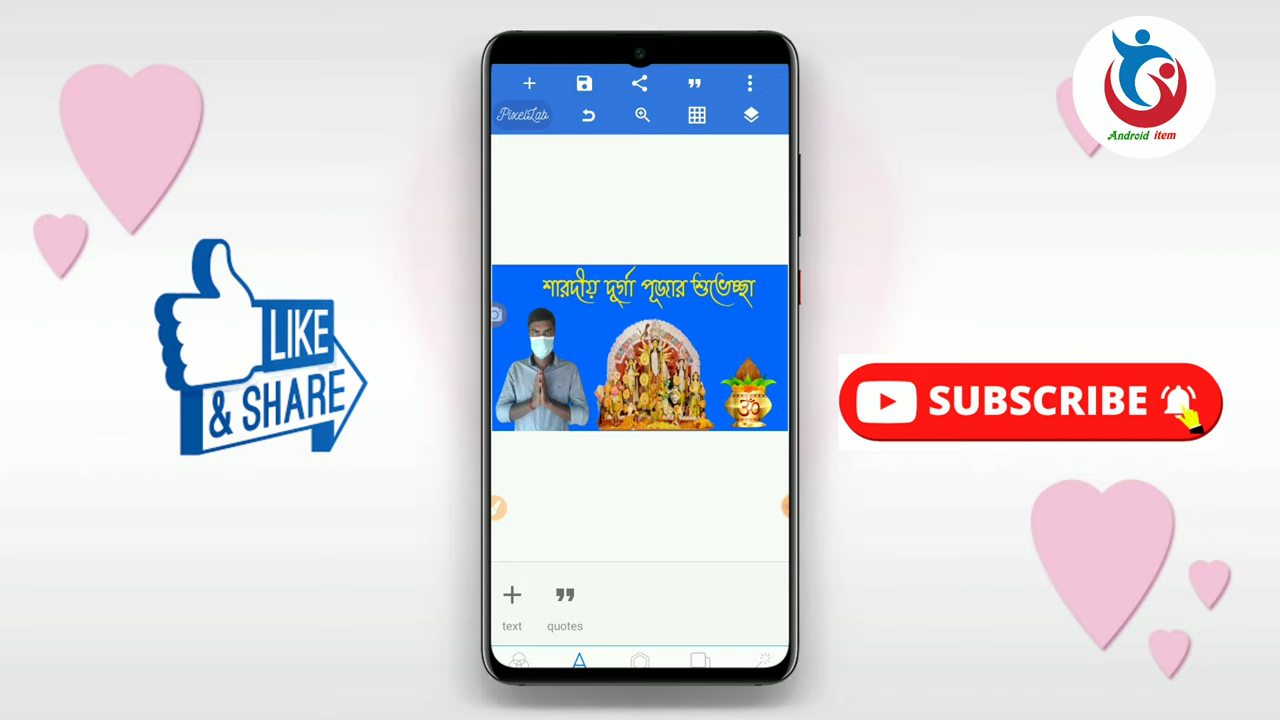 PixelLab
Android item
শারদীয় দুর্গা পূজার শুভেচ্ছা
LIKE
& SHARE
SUBSCRIBE
text
quotes